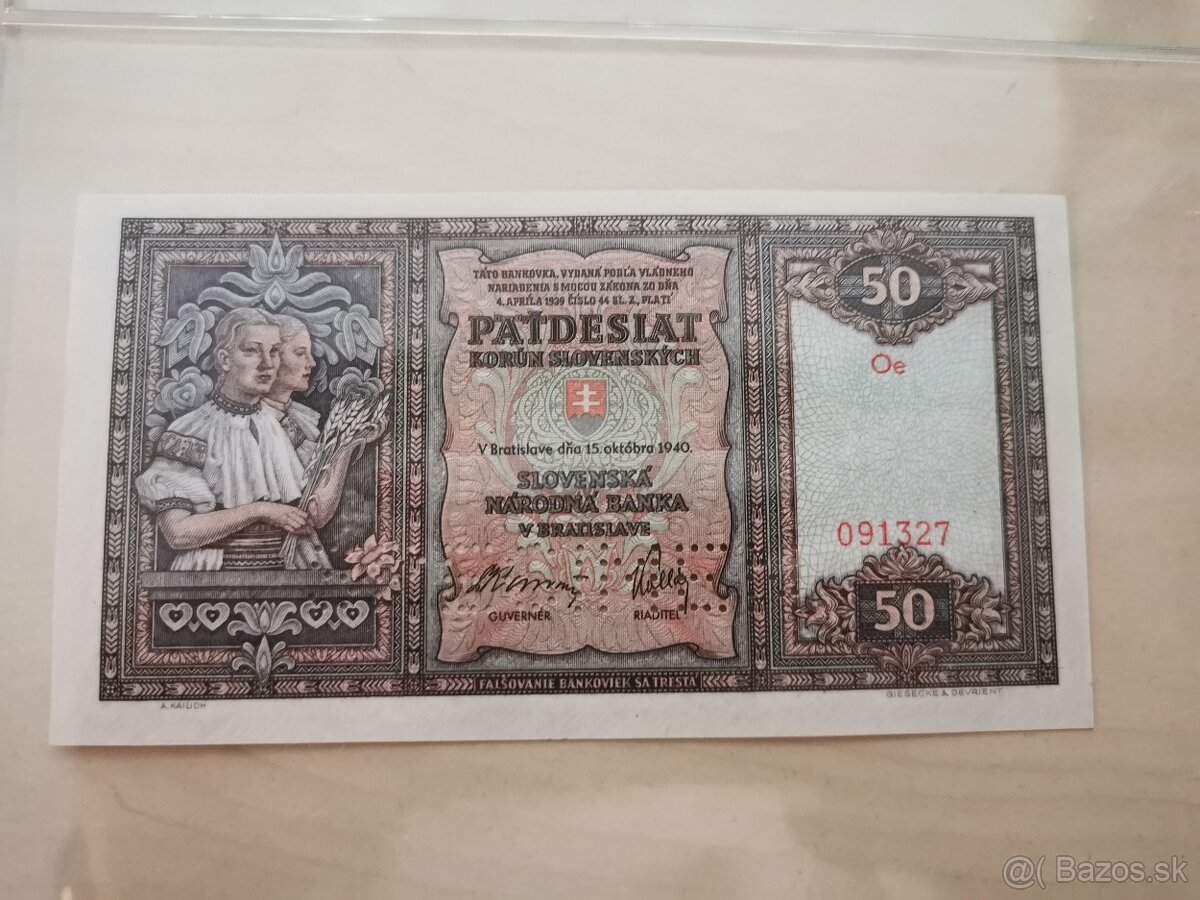 TÁTO BANKOVKA, VYDANÁ PODĽA VLÁDNEHO
NARIADENIA S MOCOU ZÁKONA ZO DŇA
4. APRÍLA 1939 ČÍSLO 44 SL. Z., PLATÍ
PÄŤDESIAT
KORÚN SLOVENSKÝCH
V Bratislave dňa 15. októbra 1940.
SLOVENSKÁ
NÁRODNÁ BANKA
V BRATISLAVE
GUVERNÉR
RIADITEĽ
FALŠOVANIE BANKOVIEK SA TRESTÁ
50
Oe
091327
50
A. KAILICH
GIESECKE & DEVRIENT
@( Bazos.sk